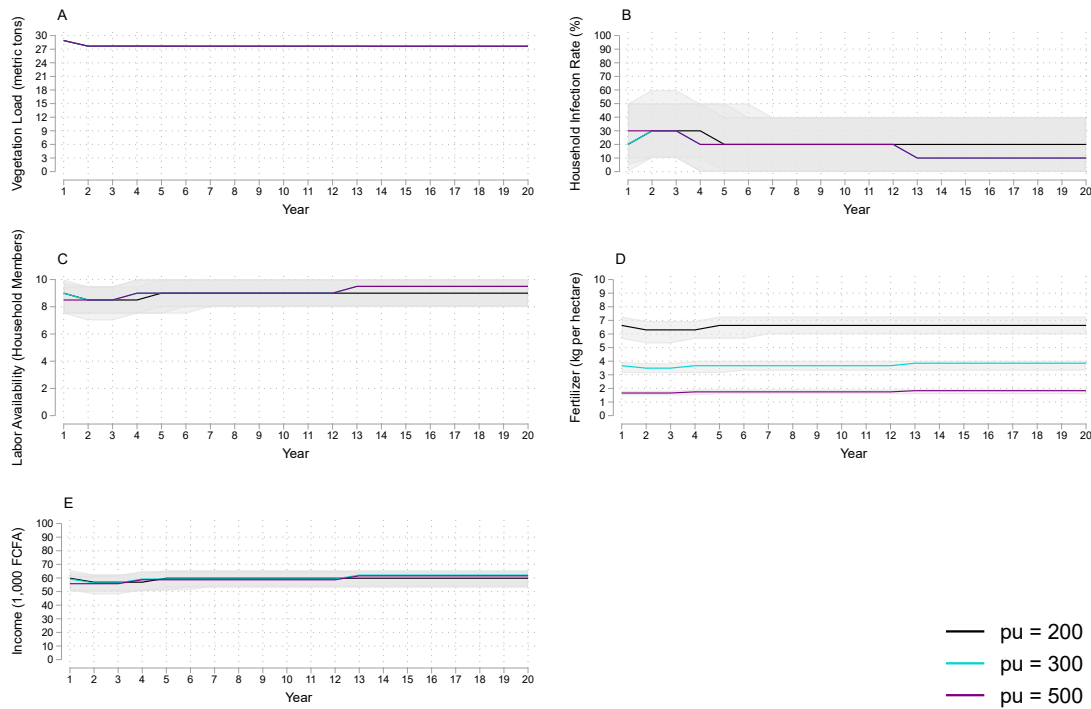 A
Vegetation Load (metric tons)
30
27
24
21
18
15
12
9
6
3
0
1 2 3 4 5 6 7 8 9 10 11 12 13 14 15 16 17 18 19 20
Year
B
Household Infection Rate (%)
100
90
80
70
60
50
40
30
20
10
0
1 2 3 4 5 6 7 8 9 10 11 12 13 14 15 16 17 18 19 20
Year
C
Labor Availability (Household Members)
10
8
6
4
2
0
1 2 3 4 5 6 7 8 9 10 11 12 13 14 15 16 17 18 19 20
Year
D
Fertilizer (kg per hectare)
10
9
8
7
6
5
4
3
2
1
0
1 2 3 4 5 6 7 8 9 10 11 12 13 14 15 16 17 18 19 20
Year
E
Income (1,000 FCFA)
100
90
80
70
60
50
40
30
20
10
0
1 2 3 4 5 6 7 8 9 10 11 12 13 14 15 16 17 18 19 20
Year
pu = 200
pu = 300
pu = 500